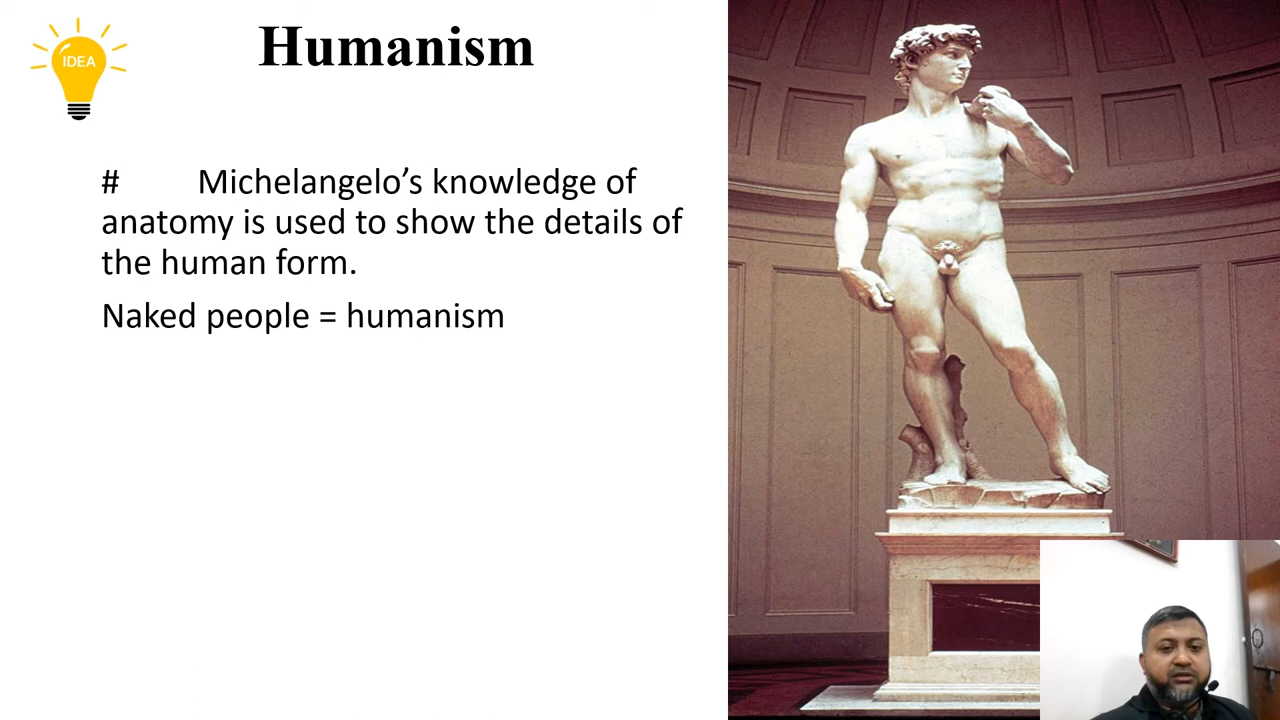 IDEA
Humanism
# Michelangelo’s knowledge of
anatomy is used to show the details of
the human form.
Naked people = humanism